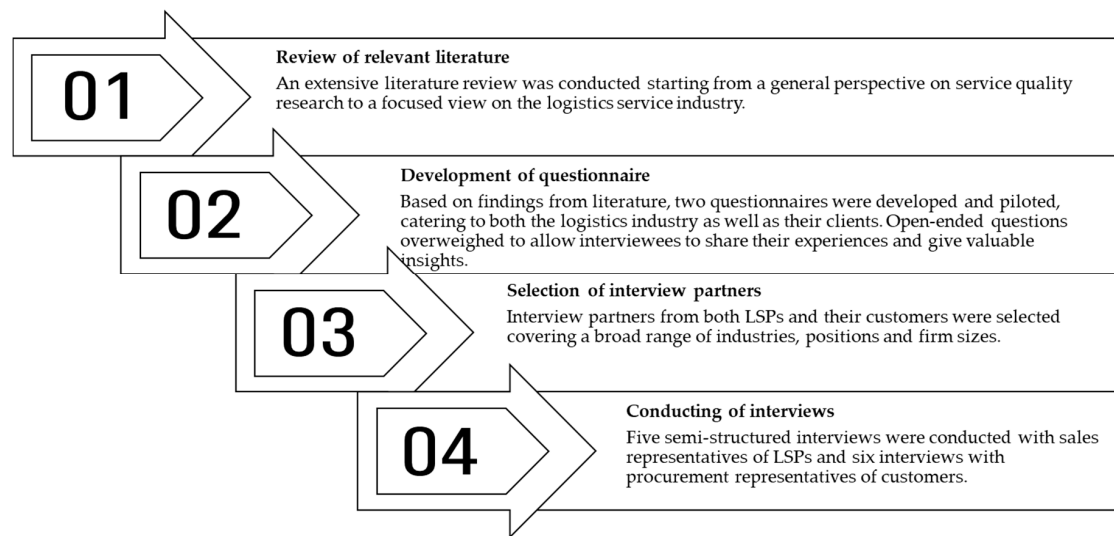 01
Review of relevant literature
An extensive literature review was conducted starting from a general perspective on service quality
research to a focused view on the logistics service industry.
02
Development of questionnaire
Based on findings from literature, two questionnaires were developed and piloted,
catering to both the logistics industry as well as their clients. Open-ended questions
overweighed to allow interviewees to share their experiences and give valuable
insights.
03
Selection of interview partners
Interview partners from both LSPs and their customers were selected
covering a broad range of industries, positions and firm sizes.
04
Conducting of interviews
Five semi-structured interviews were conducted with sales
representatives of LSPs and six interviews with
procurement representatives of customers.